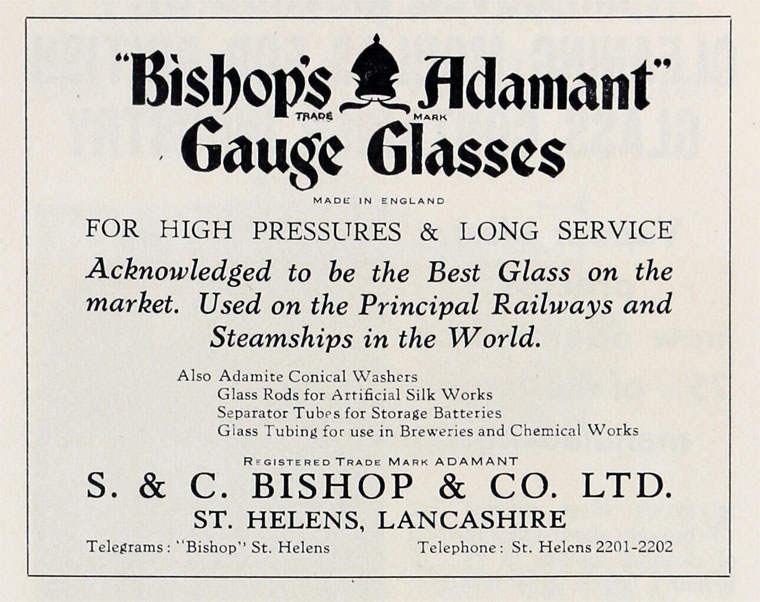 "Bishop's Adamant"
TRADE MARK
Gauge Glasses
MADE IN ENGLAND
FOR HIGH PRESSURES & LONG SERVICE
Acknowledged to be the Best Glass on the
market. Used on the Principal Railways and
Steamships in the World.
Also Adamite Conical Washers
Glass Rods for Artificial Silk Works
Separator Tubes for Storage Batteries
Glass Tubing for use in Breweries and Chemical Works
REGISTERED TRADE MARK ADAMANT
S. & C. BISHOP & CO. LTD.
ST. HELENS, LANCASHIRE
Telegrams: "Bishop" St. Helens Telephone: St. Helens 2201-2202